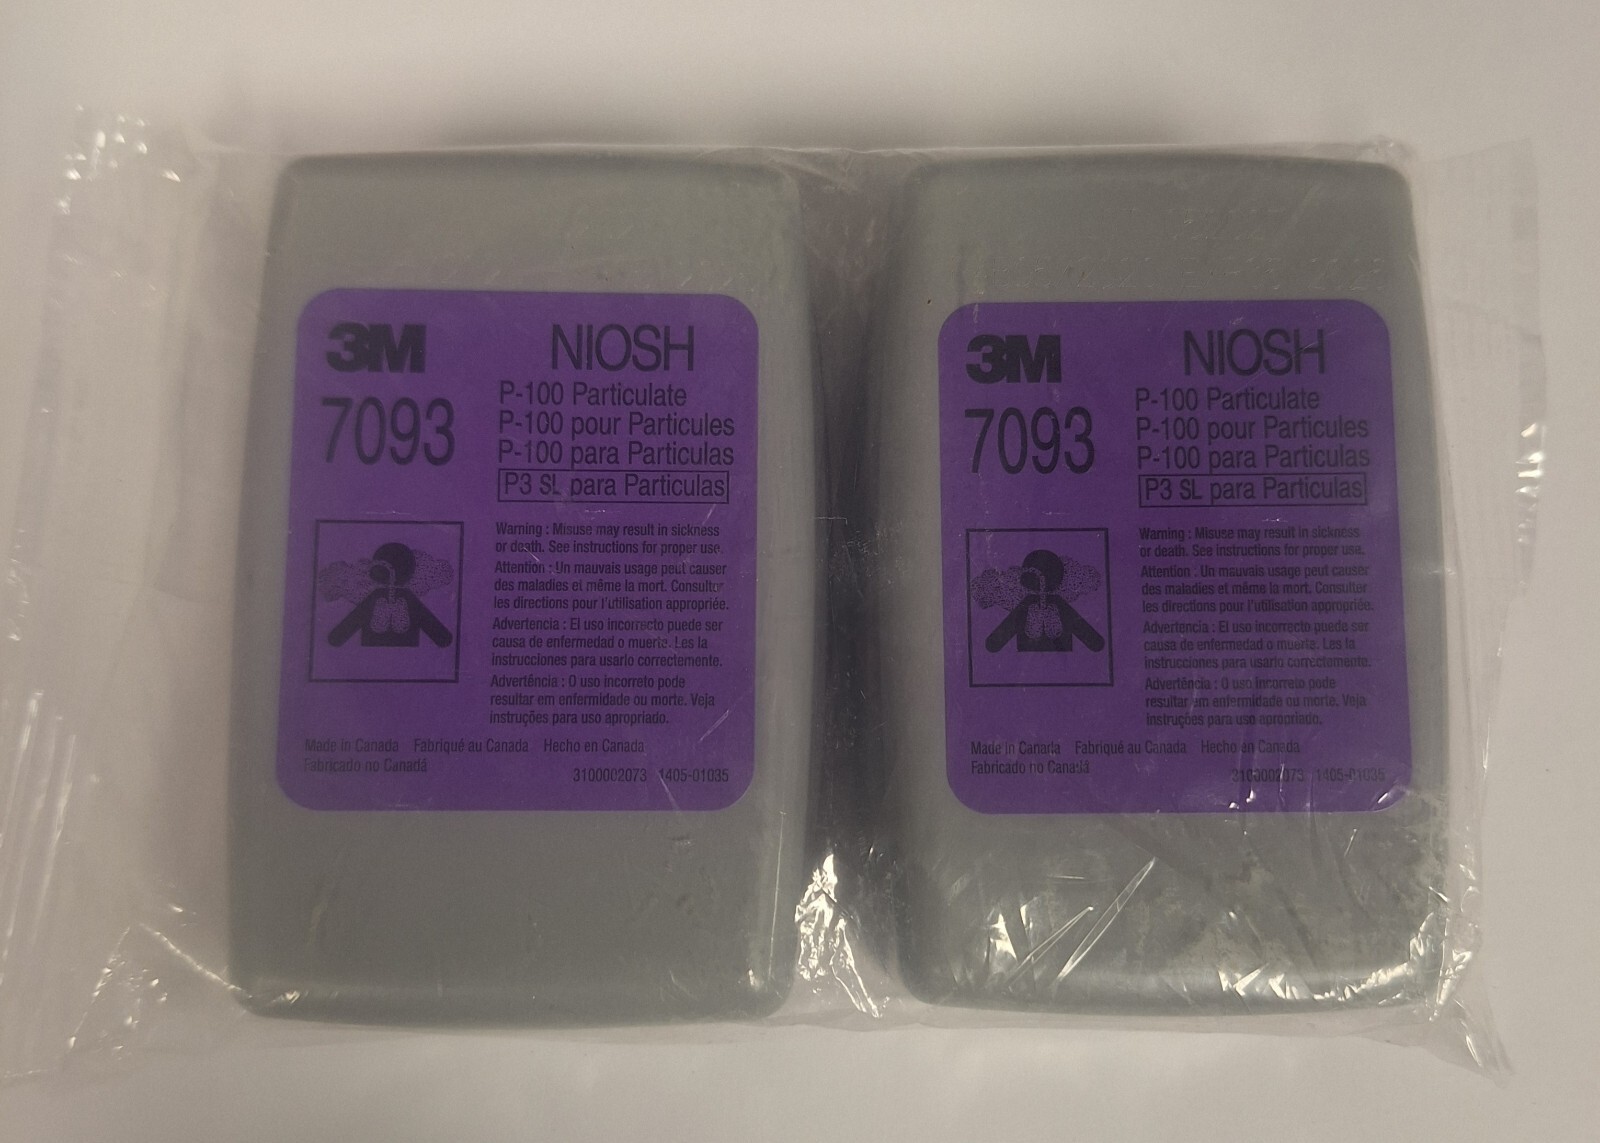 3M NIOSH
7093
P-100 Particulate
P-100 pour Particules
P-100 para Particulas
P3 SL para Particulas
Warning : Misuse may result in sickness
or death. See instructions for proper use.
Attention : Un mauvais usage peut causer
des maladies et même la mort. Consulter
les directions pour l'utilisation appropriée.
Advertencia : El uso incorrecto puede ser
causa de enfermedad o muerte. Les la
instrucciones para usarlo correctemente.
Advertência : O uso incorreto pode
resultar em enfermidade ou morte. Veja
instruções para uso apropriado.
Made in Canada Fabriqué au Canada Hecho en Canada
Fabricado no Canadá
3100002073 1405-01035
3M NIOSH
7093
P-100 Particulate
P-100 pour Particules
P-100 para Particulas
P3 SL para Particulas
Warning : Misuse may result in sickness
or death. See instructions for proper use.
Attention : Un mauvais usage peut causer
des maladies et même la mort. Consulter
les directions pour l'utilisation appropriée.
Advertencia : El uso incorrecto puede ser
causa de enfermedad o muerte. Les la
instrucciones para usarlo correctemente.
Advertência : O uso incorreto pode
resultar em enfermidade ou morte. Veja
instruções para uso apropriado.
Made in Canada Fabriqué au Canada Hecho en Canada
Fabricado no Canadá
3100002073 1405-01035